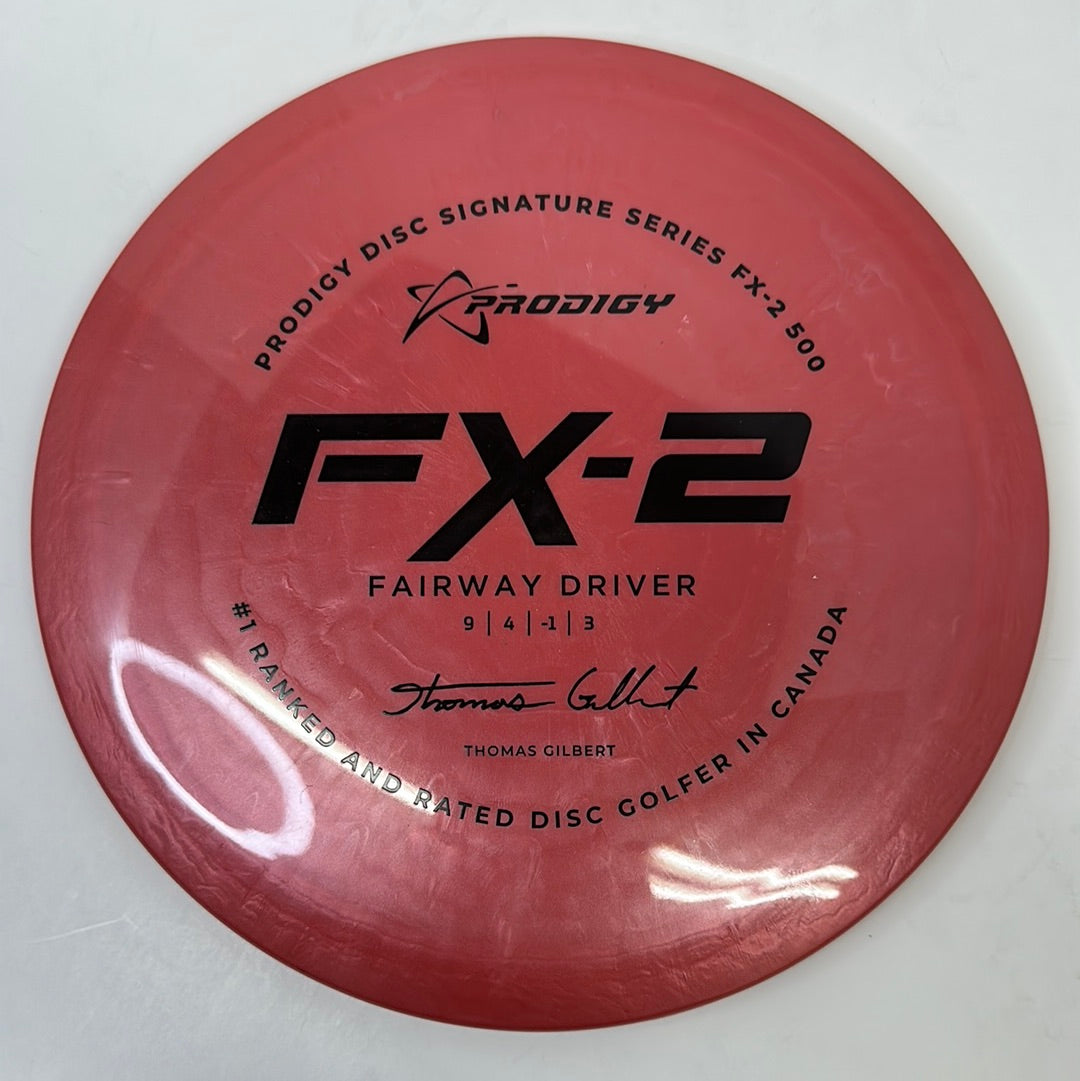 PRODIGY DISC SIGNATURE SERIES FX-2 500
PRODIGY
FX-2
FAIRWAY DRIVER
9 | 4 | -1 | 3
Thomas Gilbert
THOMAS GILBERT
#1 RANKED AND RATED DISC GOLFER IN CANADA